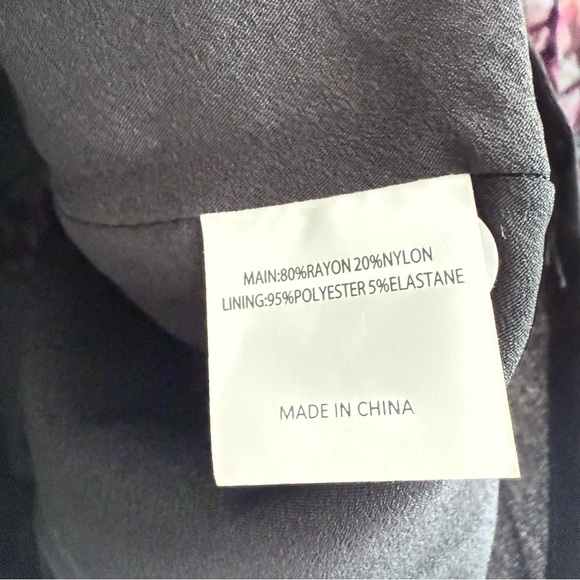 MAIN:80%RAYON 20%NYLON
LINING:95%POLYESTER 5%ELASTANE
MADE IN CHINA